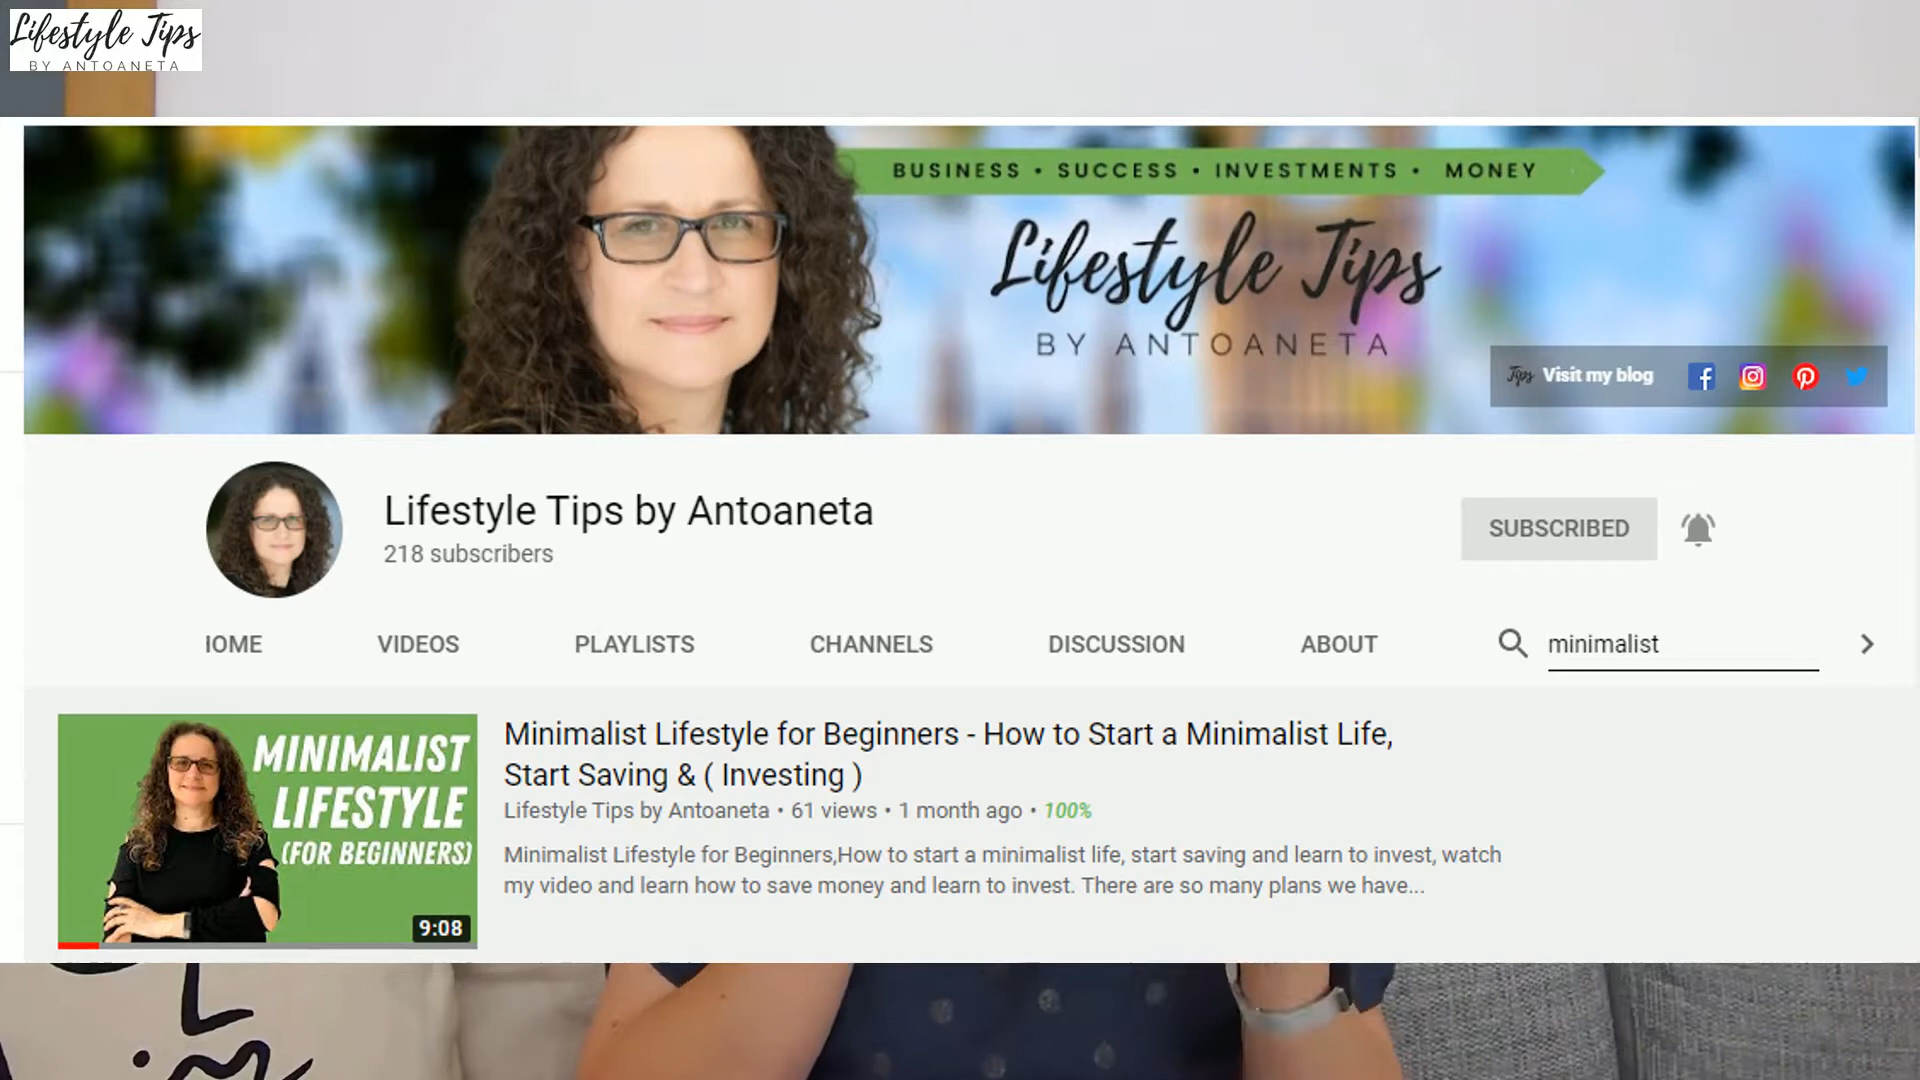 Lifestyle Tips
BY ANTOANETA
BUSINESS • SUCCESS • INVESTMENTS • MONEY
Lifestyle Tips
BY ANTOANETA
Tips Visit my blog
Lifestyle Tips by Antoaneta
218 subscribers
SUBSCRIBED
IOME VIDEOS PLAYLISTS CHANNELS DISCUSSION ABOUT minimalist
MINIMALIST
LIFESTYLE
(FOR BEGINNERS)
9:08
Minimalist Lifestyle for Beginners - How to Start a Minimalist Life,
Start Saving & ( Investing )
Lifestyle Tips by Antoaneta • 61 views • 1 month ago • 100%
Minimalist Lifestyle for Beginners,How to start a minimalist life, start saving and learn to invest, watch
my video and learn how to save money and learn to invest. There are so many plans we have...